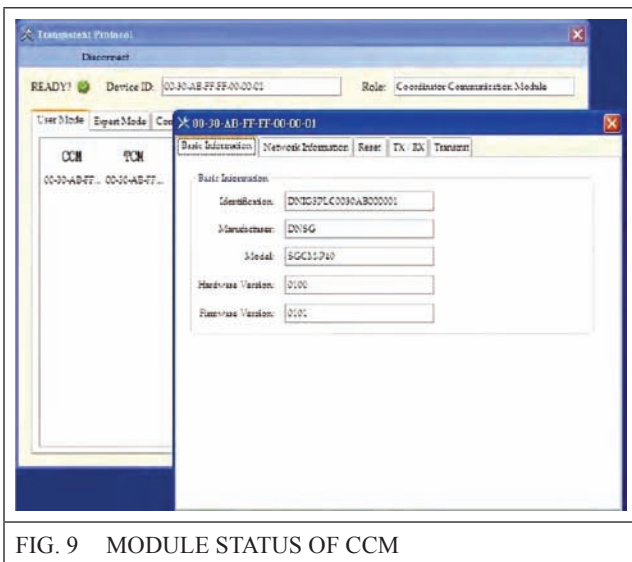 Transparent Protocol
Disconnect
READY? Device ID: 00-30-AB-FF-FF-00-00-01 Role: Coordinator Communication Module
User Mode Expert Mode Con
CCM TCM
00-30-AB-FF... 00-30-AB-FF...
00-30-AB-FF-FF-00-00-01
Basic Information Network Information Reset TX / RX Transmit
Basic Information
Identification: DNIG3PLC0030AB000001
Manufacturer: DNSG
Model:
Hardware Version: 0100
Firmware Version: 0101
FIG. 9 MODULE STATUS OF CCM